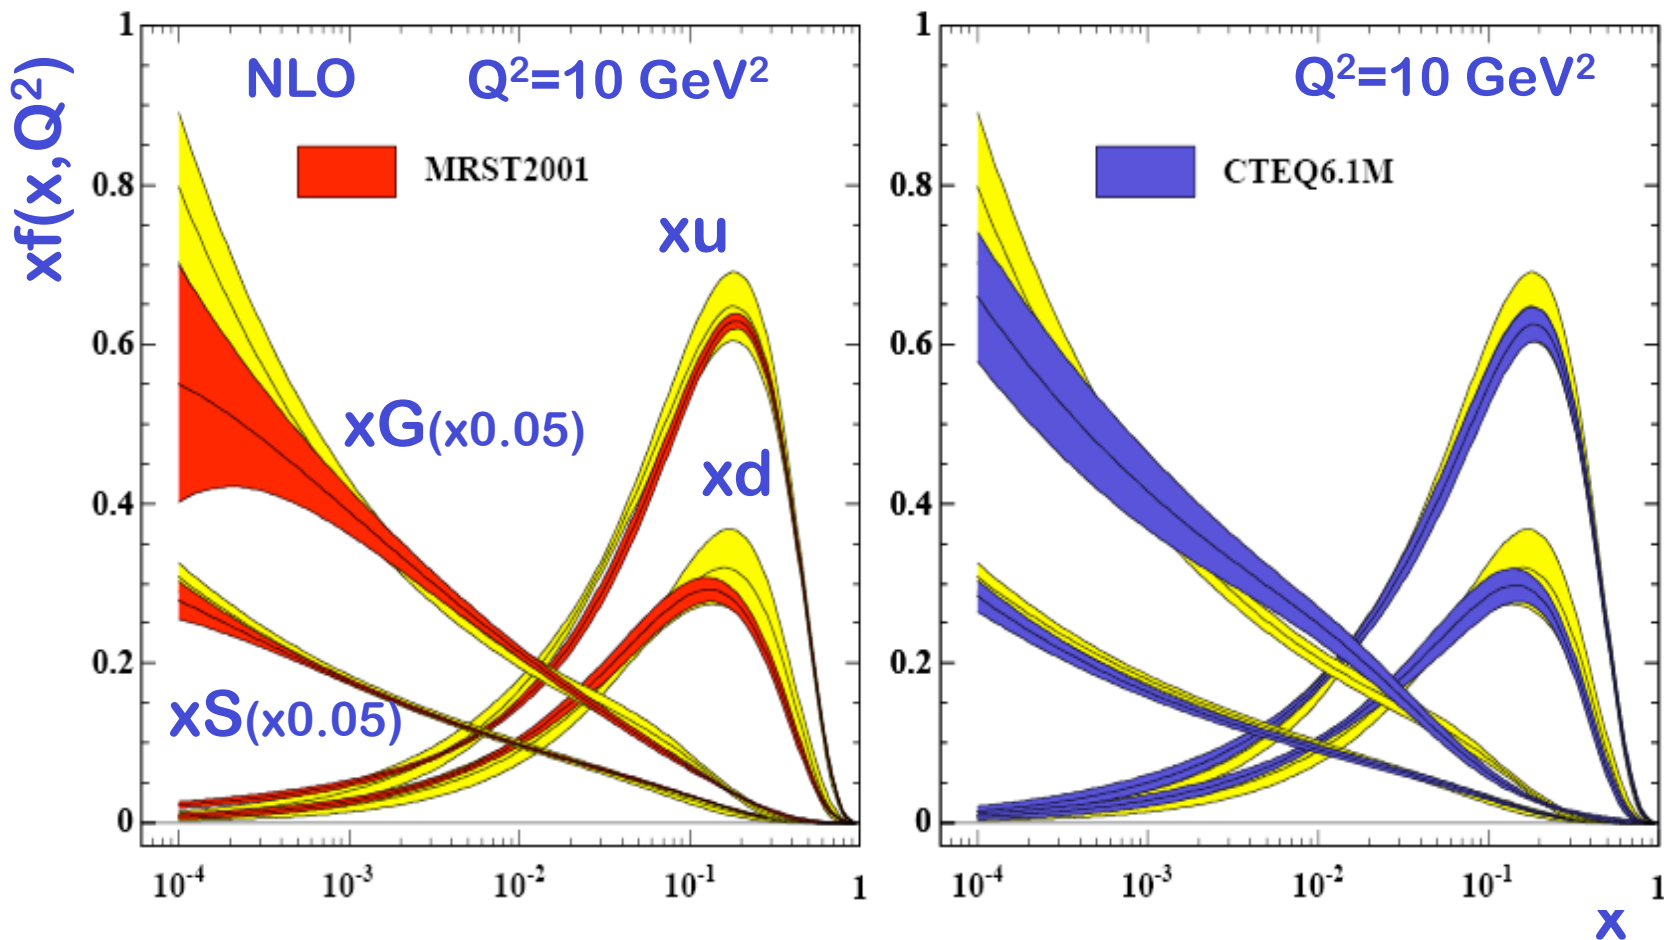 xf(x,Q²)
NLO
Q²=10 GeV²
MRST2001
xu
xG(x0.05)
xd
xS(x0.05)
1
0.8
0.6
0.4
0.2
0
10⁻⁴ 10⁻³ 10⁻² 10⁻¹ 1
Q²=10 GeV²
CTEQ6.1M
1
0.8
0.6
0.4
0.2
0
10⁻⁴ 10⁻³ 10⁻² 10⁻¹ 1
x